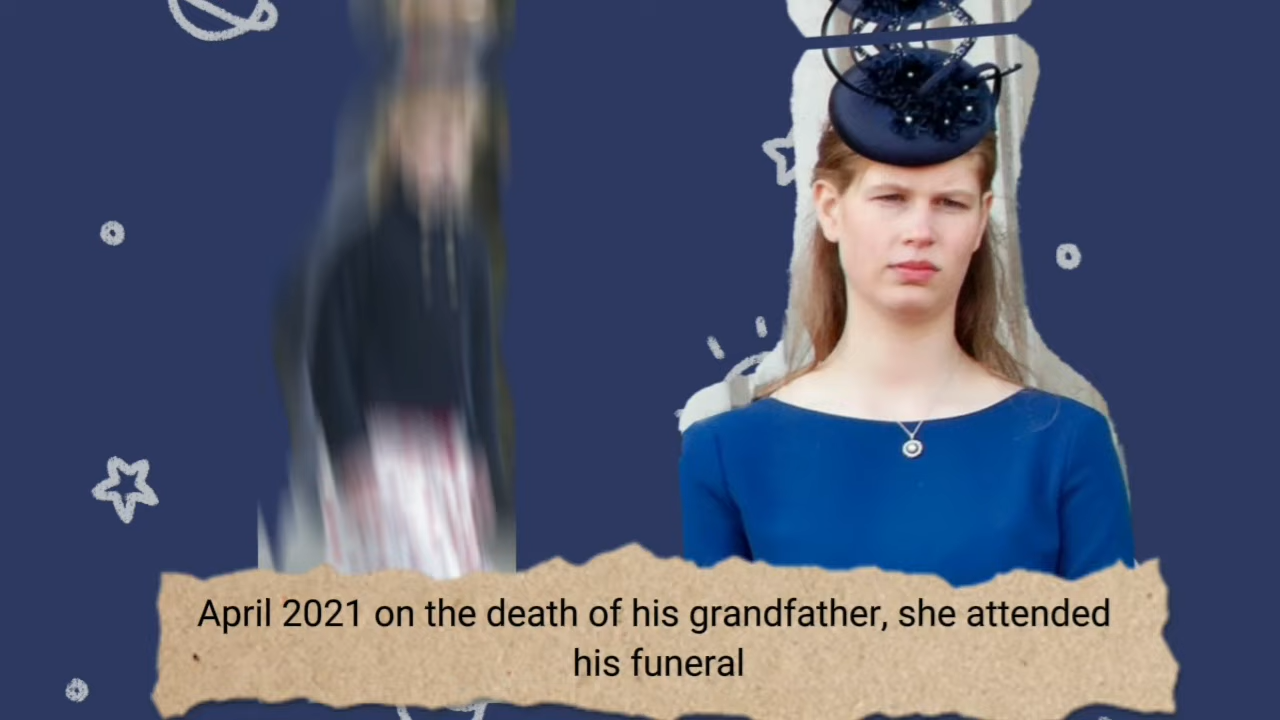 April 2021 on the death of his grandfather, she attended
his funeral